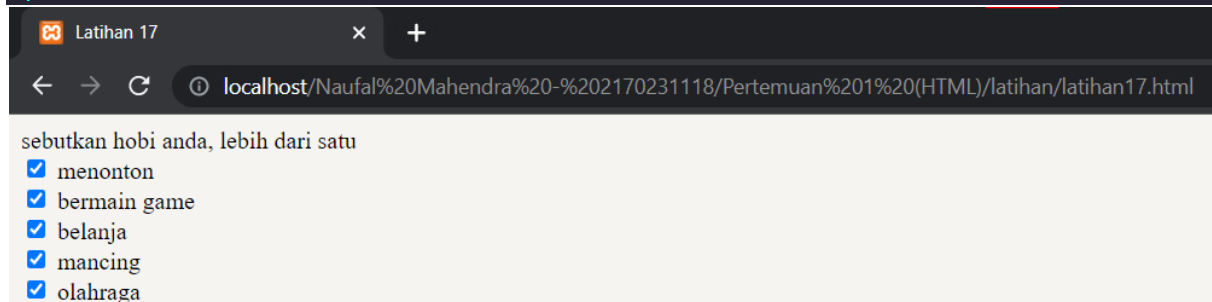 Latihan 17
localhost/Naufal%20Mahendra%20-%202170231118/Pertemuan%201%20(HTML)/latihan/latihan17.html
sebutkan hobi anda, lebih dari satu
menonton
bermain game
belanja
mancing
olahraga